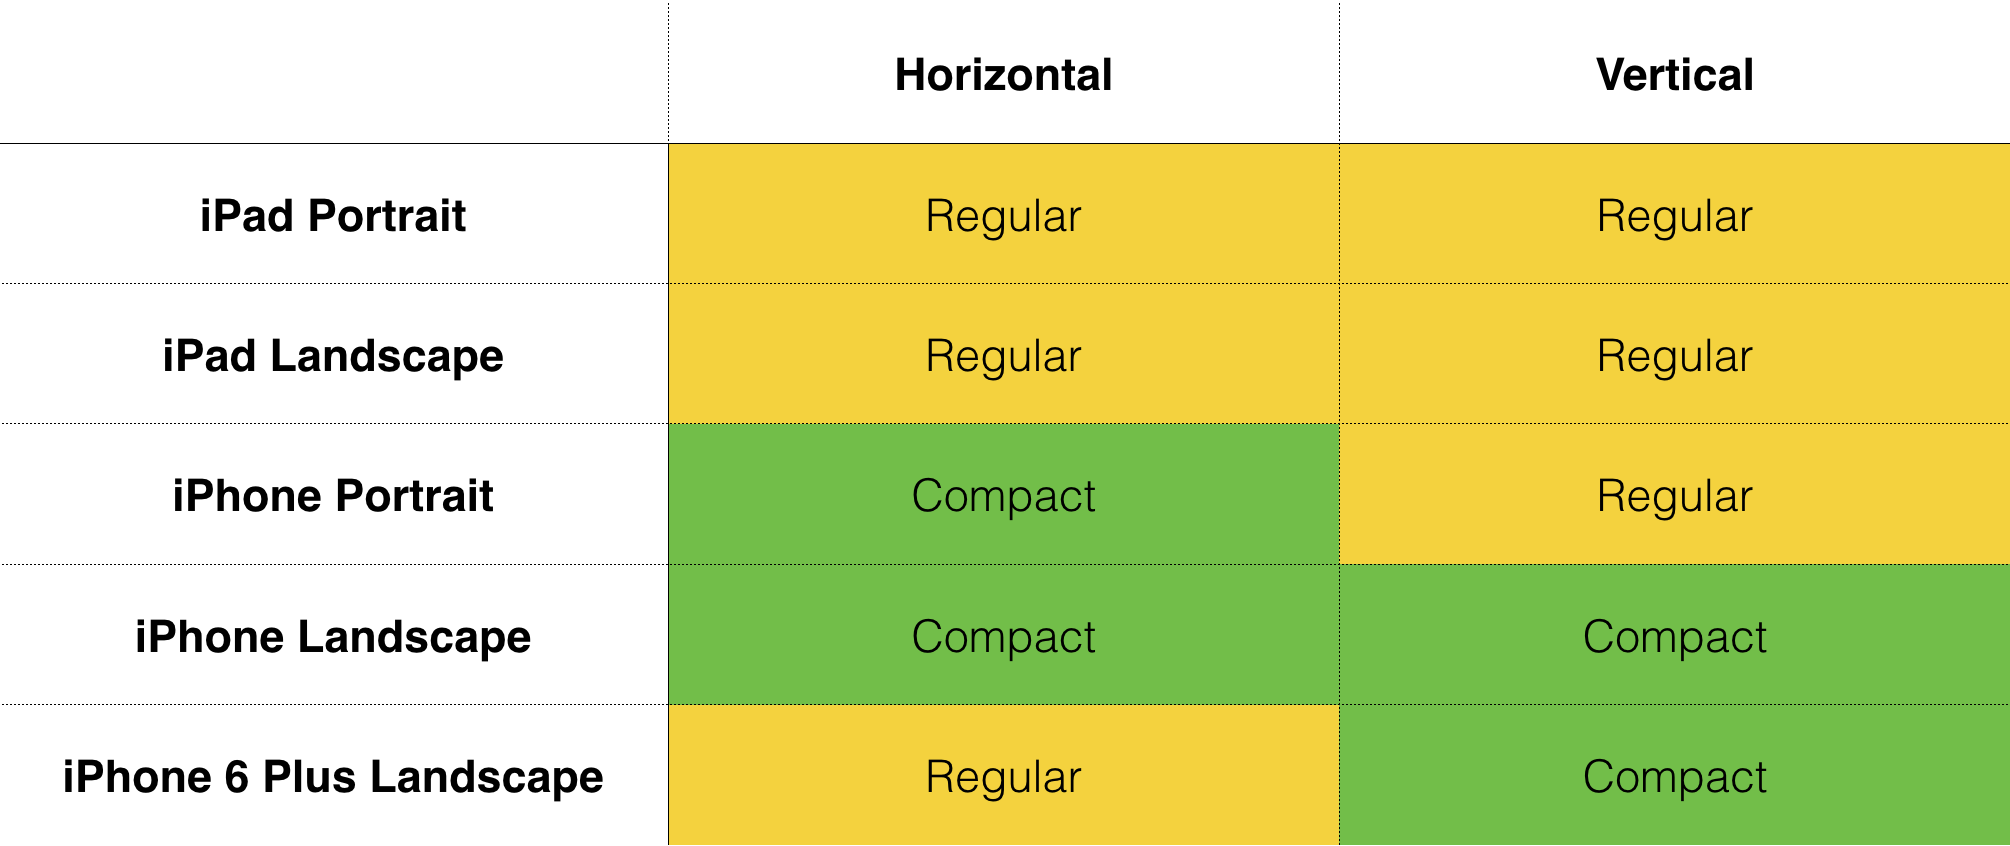 Horizontal Vertical
iPad Portrait Regular Regular
iPad Landscape Regular Regular
iPhone Portrait Compact Regular
iPhone Landscape Compact Compact
iPhone 6 Plus Landscape Regular Compact